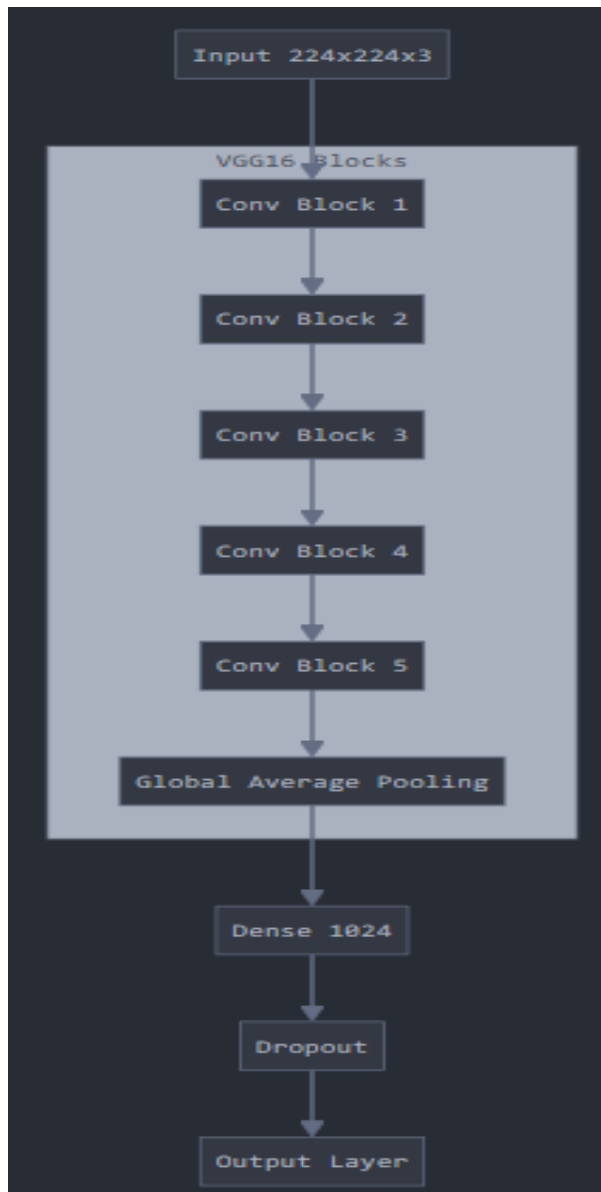 Input 224x224x3
VGG16 Blocks
Conv Block 1
Conv Block 2
Conv Block 3
Conv Block 4
Conv Block 5
Global Average Pooling
Dense 1024
Dropout
Output Layer